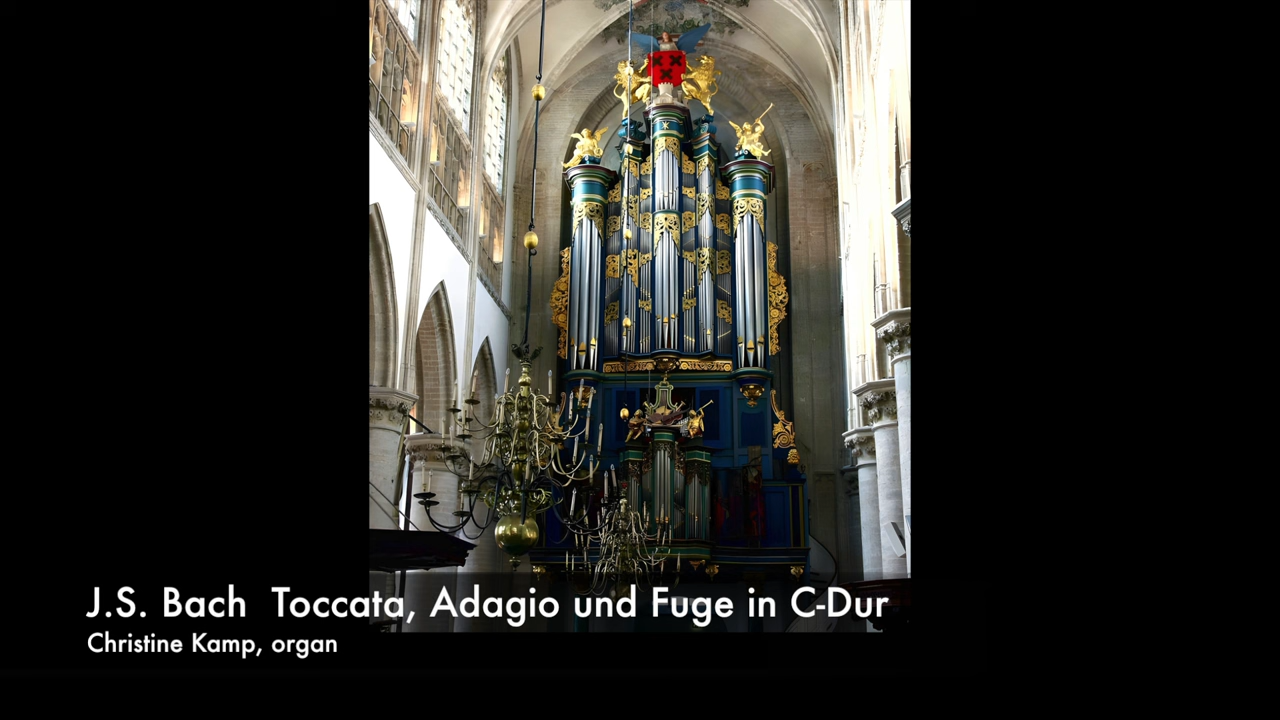 J.S. Bach  Toccata, Adagio und Fuge in C-Dur
Christine Kamp, organ